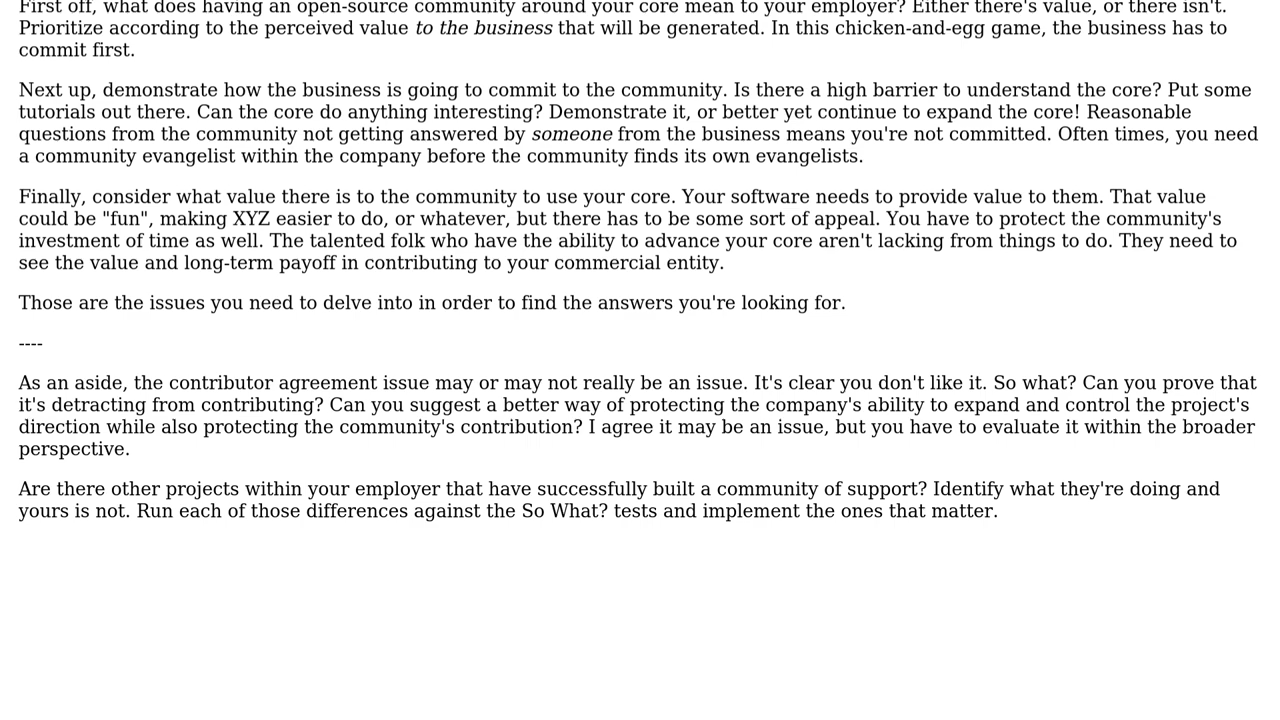 First off, what does having an open-source community around your core mean to your employer? Either there's value, or there isn't.
Prioritize according to the perceived value to the business that will be generated. In this chicken-and-egg game, the business has to
commit first.
Next up, demonstrate how the business is going to commit to the community. Is there a high barrier to understand the core? Put some
tutorials out there. Can the core do anything interesting? Demonstrate it, or better yet continue to expand the core! Reasonable
questions from the community not getting answered by someone from the business means you're not committed. Often times, you need
a community evangelist within the company before the community finds its own evangelists.
Finally, consider what value there is to the community to use your core. Your software needs to provide value to them. That value
could be "fun", making XYZ easier to do, or whatever, but there has to be some sort of appeal. You have to protect the community's
investment of time as well. The talented folk who have the ability to advance your core aren't lacking from things to do. They need to
see the value and long-term payoff in contributing to your commercial entity.
Those are the issues you need to delve into in order to find the answers you're looking for.
----
As an aside, the contributor agreement issue may or may not really be an issue. It's clear you don't like it. So what? Can you prove that
it's detracting from contributing? Can you suggest a better way of protecting the company's ability to expand and control the project's
direction while also protecting the community's contribution? I agree it may be an issue, but you have to evaluate it within the broader
perspective.
Are there other projects within your employer that have successfully built a community of support? Identify what they're doing and
yours is not. Run each of those differences against the So What? tests and implement the ones that matter.